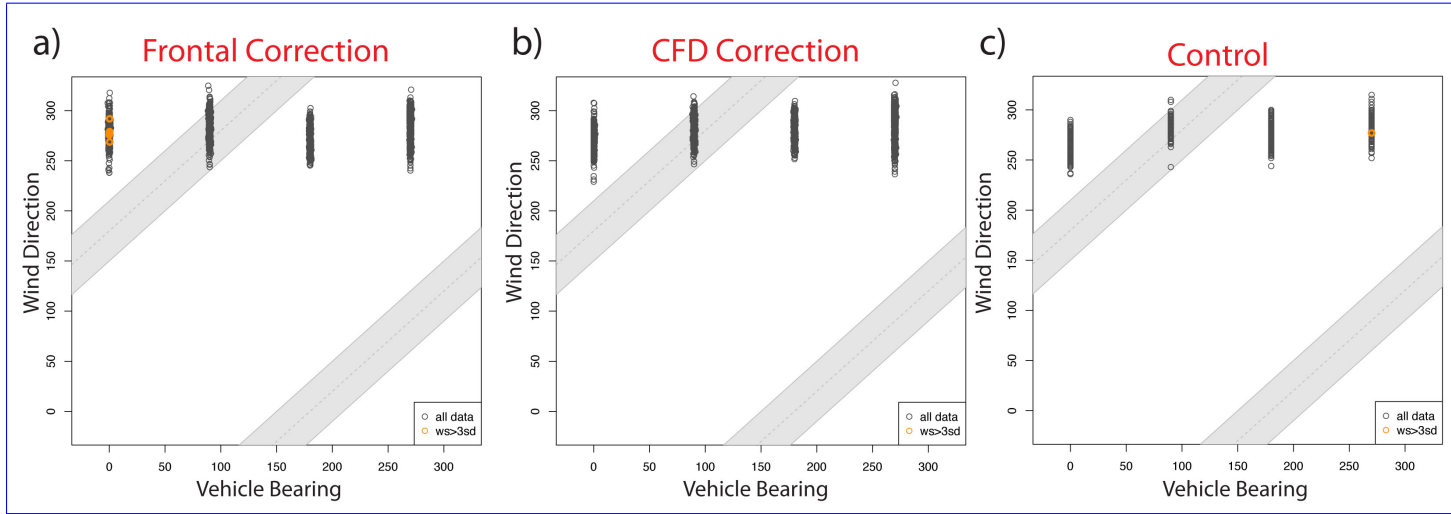 a) Frontal Correction
Wind Direction
300
250
200
150
100
50
0
0 50 100 150 200 250 300
Vehicle Bearing
all data
ws>3sd
b) CFD Correction
Wind Direction
300
250
200
150
100
50
0
0 50 100 150 200 250 300
Vehicle Bearing
all data
ws>3sd
c) Control
Wind Direction
300
250
200
150
100
50
0
0 50 100 150 200 250 300
Vehicle Bearing
all data
ws>3sd